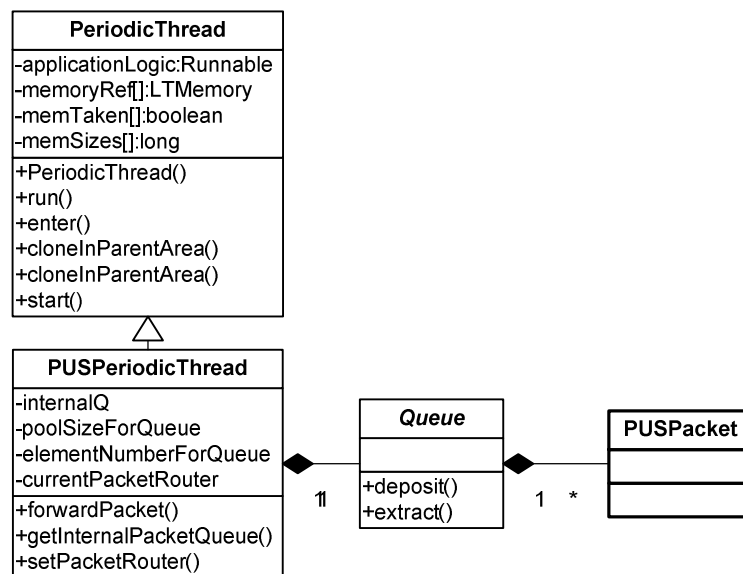 PeriodicThread
-applicationLogic:Runnable
-memoryRef[]:LTMemory
-memTaken[]:boolean
-memSizes[]:long
+PeriodicThread()
+run()
+enter()
+cloneInParentArea()
+cloneInParentArea()
+start()
PUSPeriodicThread
-internalQ
-poolSizeForQueue
-elementNumberForQueue
-currentPacketRouter
+forwardPacket()
+getInternalPacketQueue()
+setPacketRouter()
1 1
Queue
+deposit()
+extract()
1 *
PUSPacket